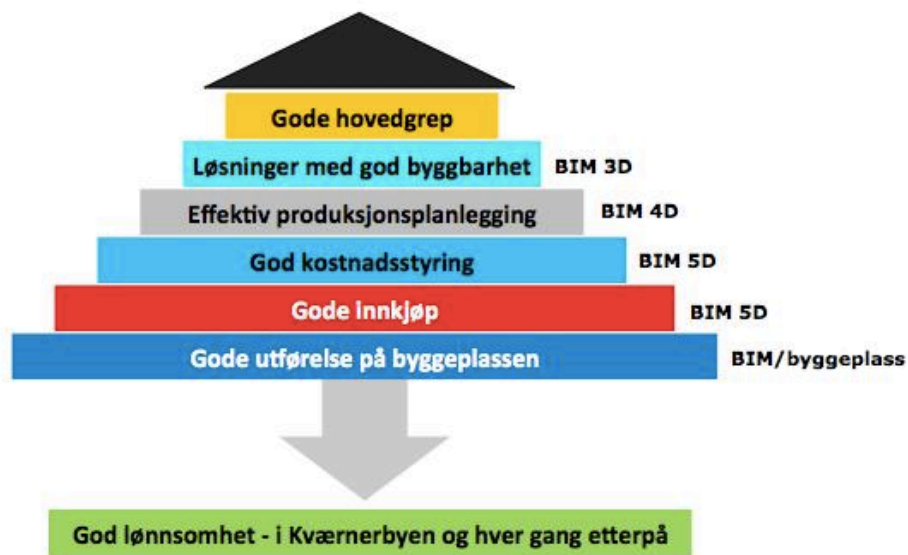 Gode hovedgrep
Løsninger med god byggbarhet BIM 3D
Effektiv produksjonsplanlegging BIM 4D
God kostnadsstyring BIM 5D
Gode innkjøp BIM 5D
Gode utførelse på byggeplassen BIM/byggeplass
God lønnsomhet - i Kværnerbyen og hver gang etterpå